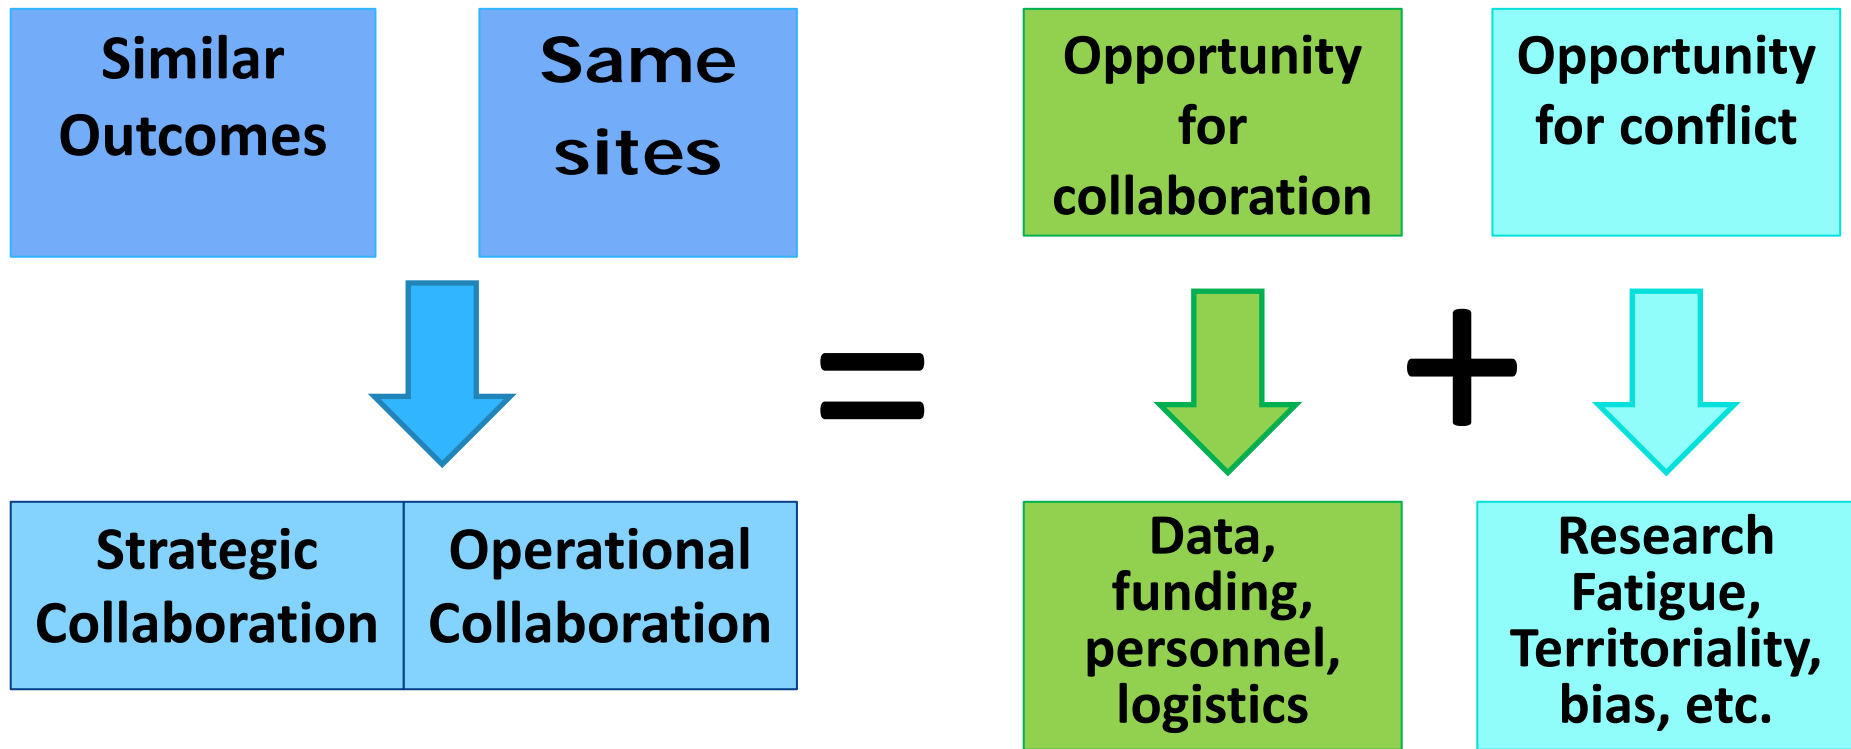 Similar
Outcomes
Same
sites
Opportunity
for
collaboration
Opportunity
for conflict
=
+
Strategic
Collaboration
Operational
Collaboration
Data,
funding,
personnel,
logistics
Research
Fatigue,
Territoriality,
bias, etc.